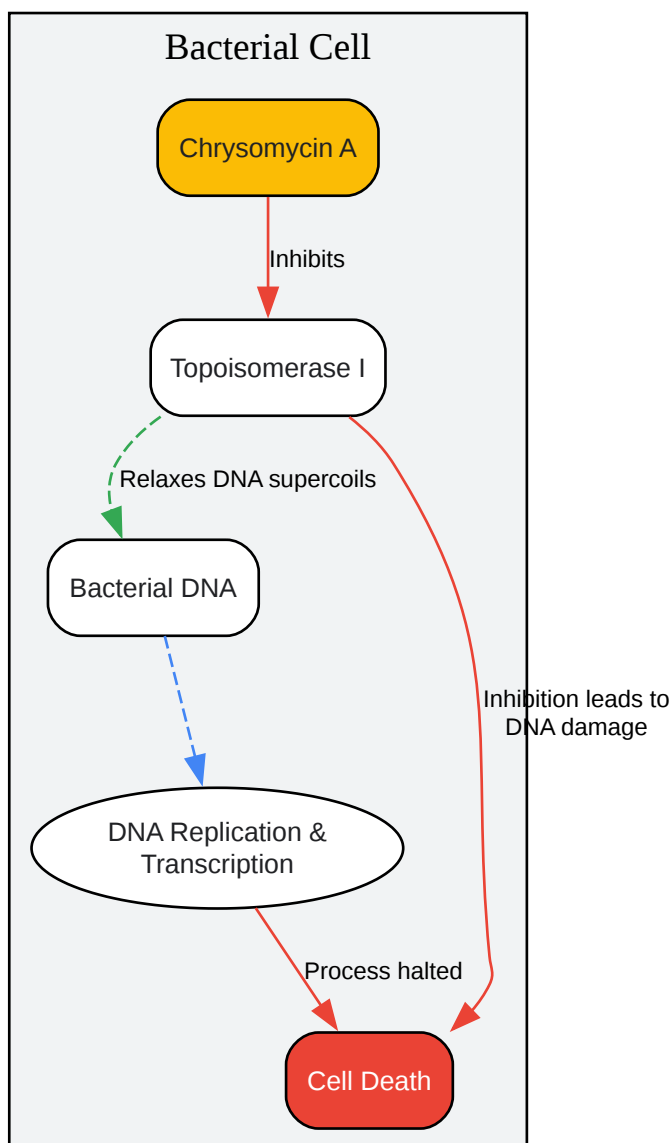 Bacterial Cell
Chrysomycin A
Inhibits
Topoisomerase I
Relaxes DNA supercoils
Bacterial DNA
Inhibition leads to
DNA damage
DNA Replication &
Transcription
Process halted
Cell Death